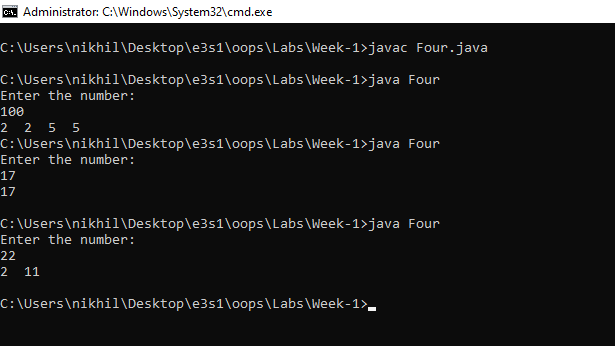 Administrator: C:\Windows\System32\cmd.exe
C:\Users\nikhil\Desktop\e3s1\oops\Labs\Week-1>javac Four.java
C:\Users\nikhil\Desktop\e3s1\oops\Labs\Week-1>java Four
Enter the number:
100
2  2  5  5
C:\Users\nikhil\Desktop\e3s1\oops\Labs\Week-1>java Four
Enter the number:
17
17
C:\Users\nikhil\Desktop\e3s1\oops\Labs\Week-1>java Four
Enter the number:
22
2  11
C:\Users\nikhil\Desktop\e3s1\oops\Labs\Week-1>